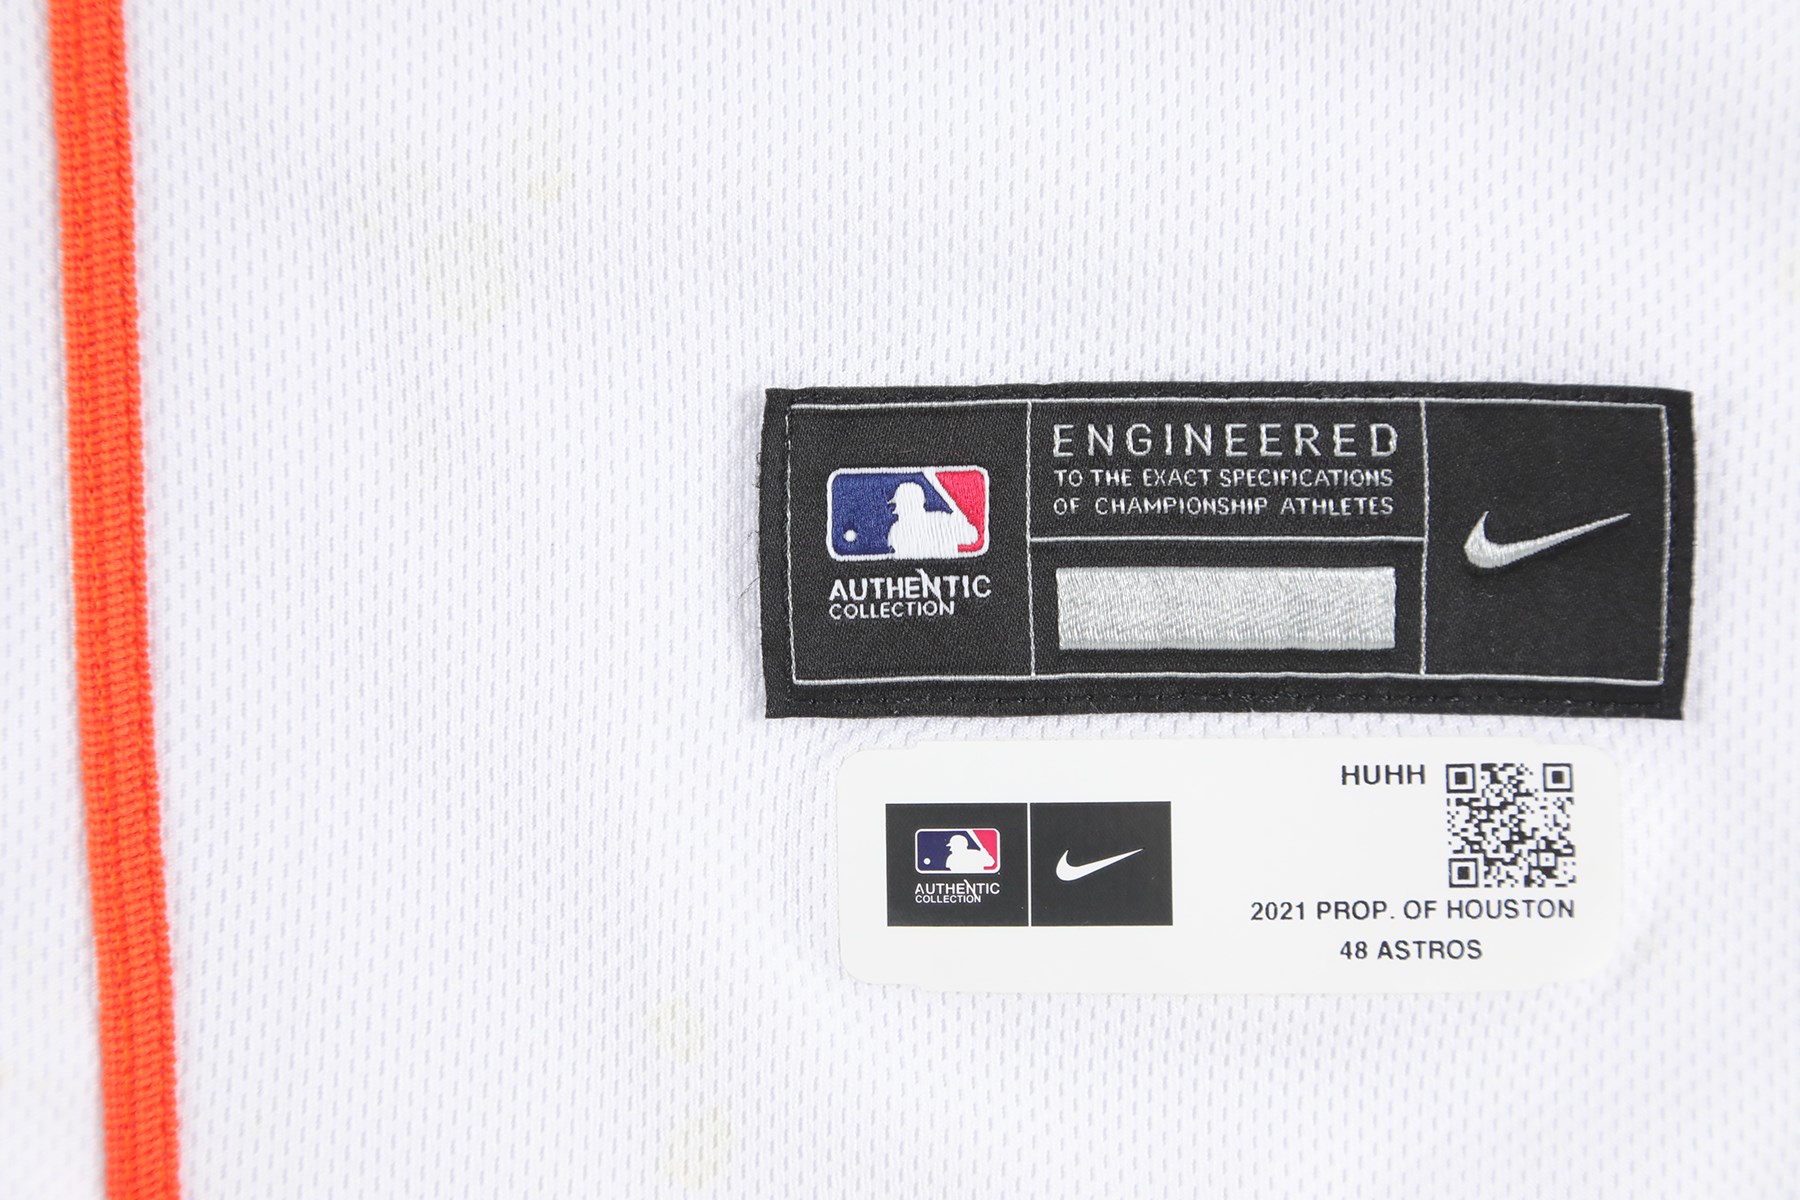 ENGINEERED
TO THE EXACT SPECIFICATIONS
OF CHAMPIONSHIP ATHLETES
AUTHENTIC
COLLECTION
HUHH
AUTHENTIC
COLLECTION
2021 PROP. OF HOUSTON
48 ASTROS